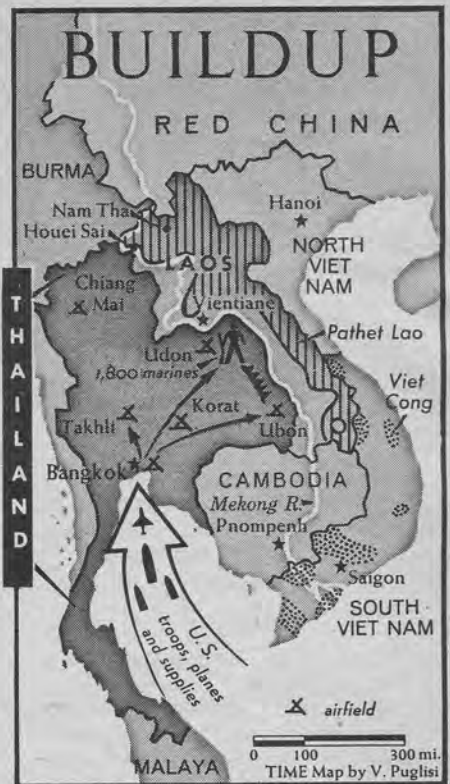 BUILDUP
RED CHINA
BURMA
Nam Tha
Houei Sai
Hanoi
NORTH
VIET
NAM
LAOS
THAILAND
Chiang
Mai
Vientiane
Pathet Lao
Udon
1,800 marines
Viet
Cong
Korat
Takhli
Ubon
Bangkok
CAMBODIA
Mekong R.
Pnompenh
Saigon
SOUTH
VIET NAM
U.S.
troops, planes
and supplies
airfield
0 100 300 mi.
TIME Map by V. Puglisi
MALAYA